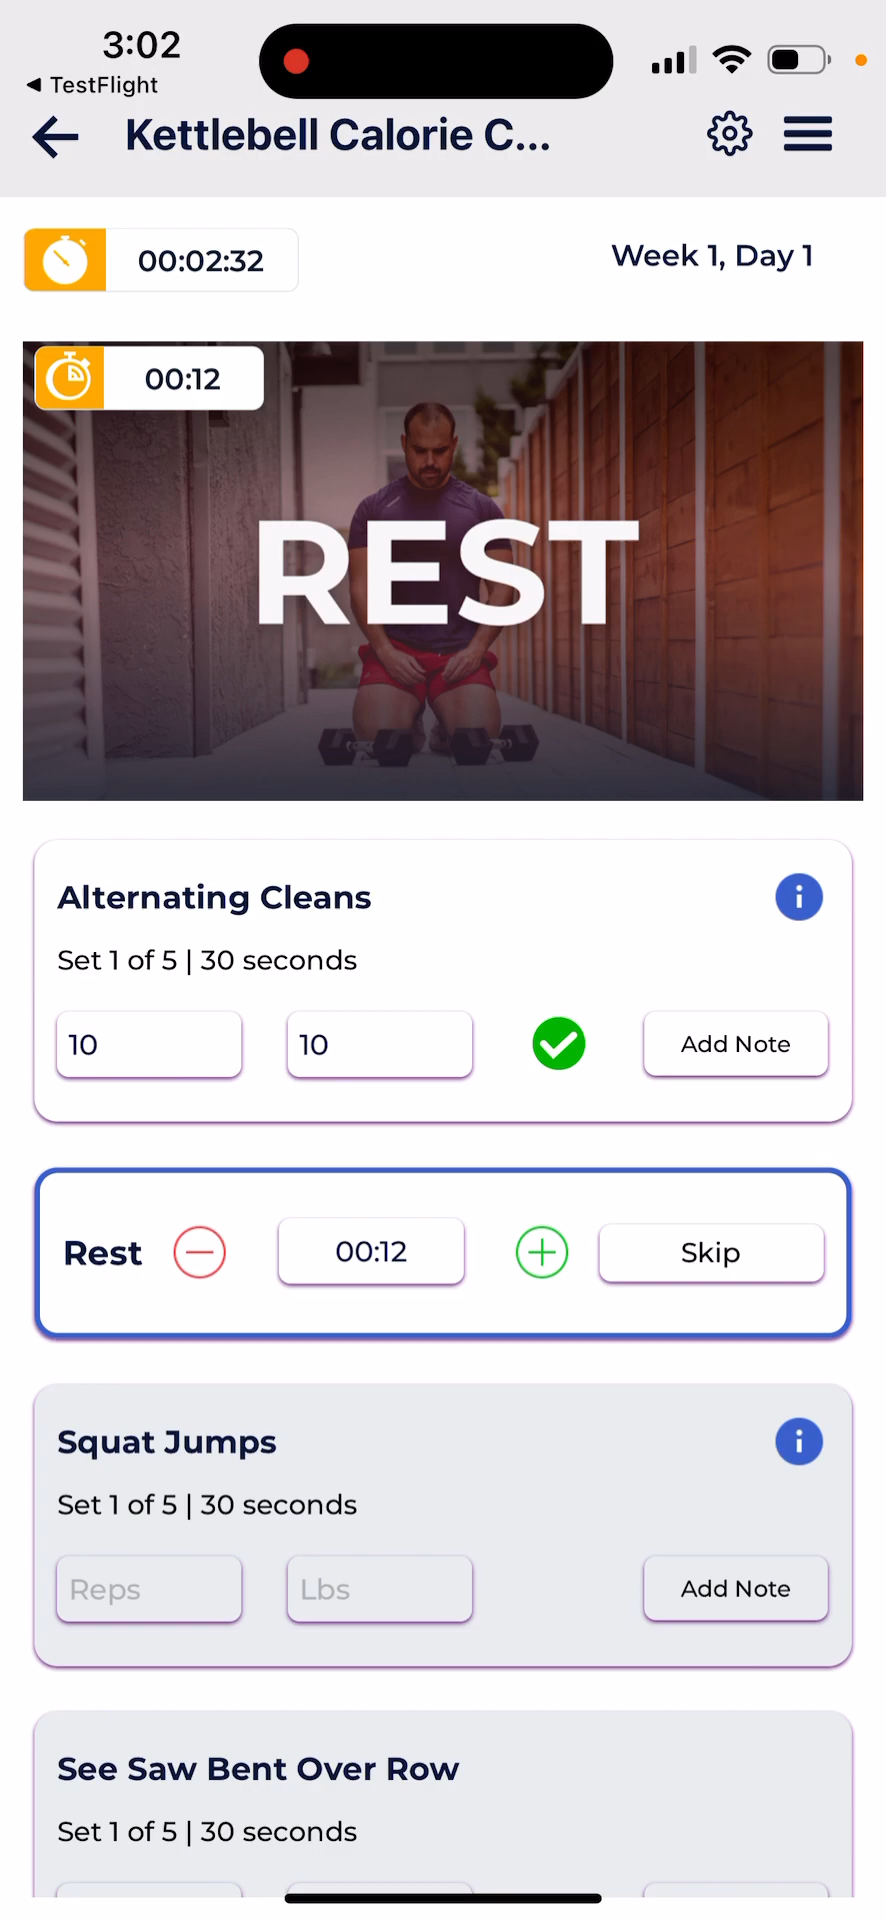 3:02
◀ TestFlight
Kettlebell Calorie C...
00:02:32
Week 1, Day 1
00:12
REST
Alternating Cleans
Set 1 of 5 | 30 seconds
10 10 Add Note
Rest 00:12 Skip
Squat Jumps
Set 1 of 5 | 30 seconds
Reps Lbs Add Note
See Saw Bent Over Row
Set 1 of 5 | 30 seconds